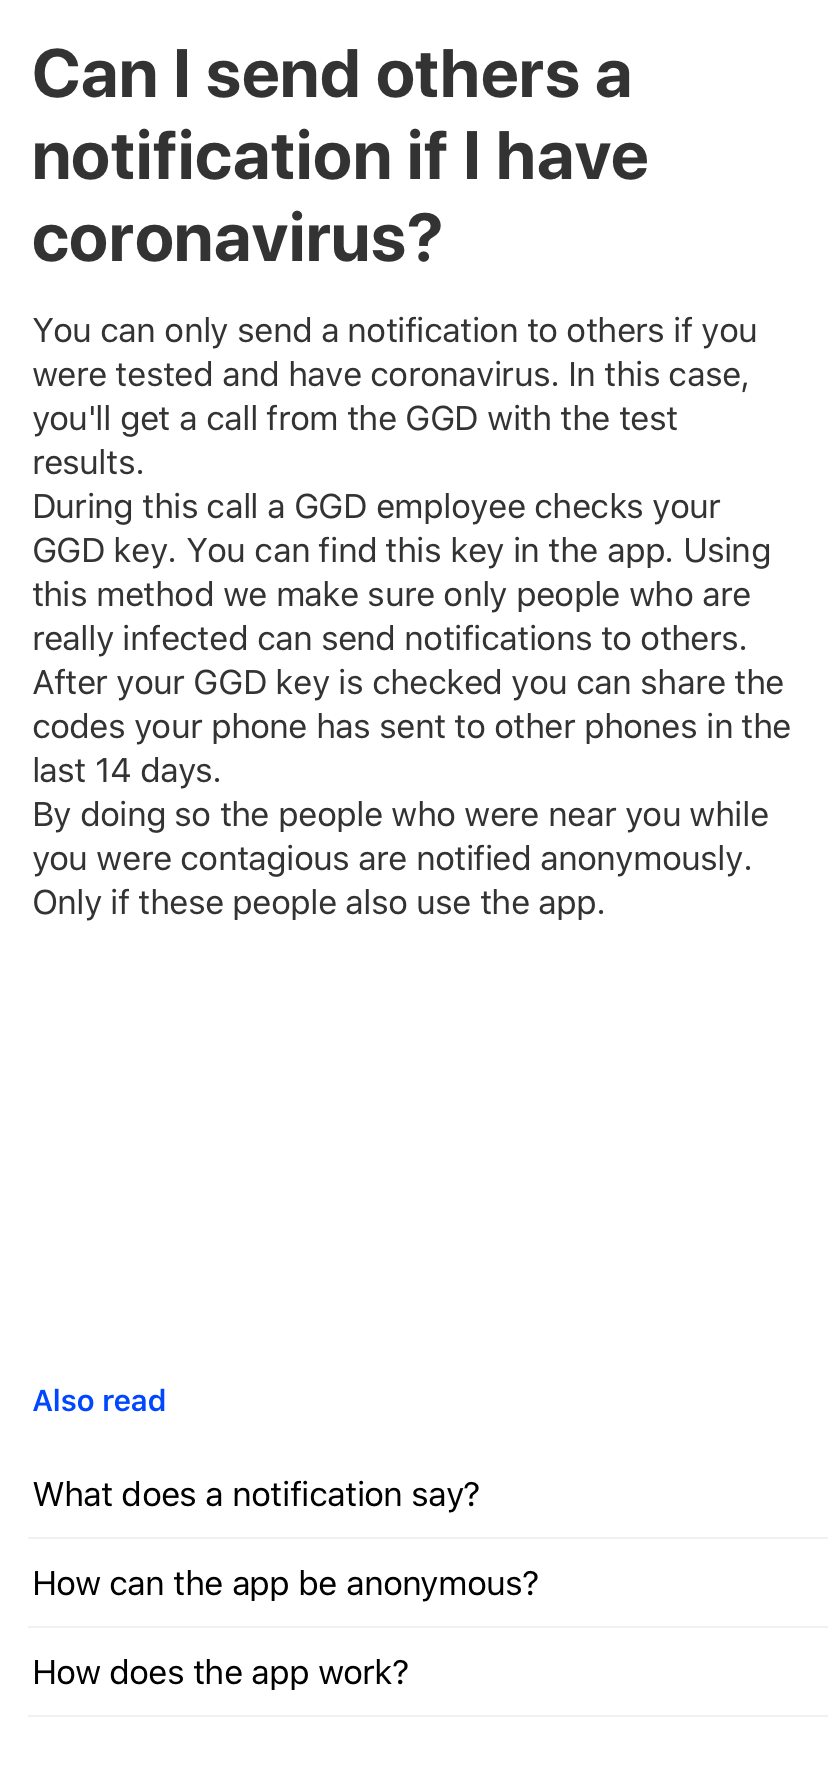 Can I send others a
notification if I have
coronavirus?
You can only send a notification to others if you
were tested and have coronavirus. In this case,
you'll get a call from the GGD with the test
results.
During this call a GGD employee checks your
GGD key. You can find this key in the app. Using
this method we make sure only people who are
really infected can send notifications to others.
After your GGD key is checked you can share the
codes your phone has sent to other phones in the
last 14 days.
By doing so the people who were near you while
you were contagious are notified anonymously.
Only if these people also use the app.
Also read
What does a notification say?
How can the app be anonymous?
How does the app work?